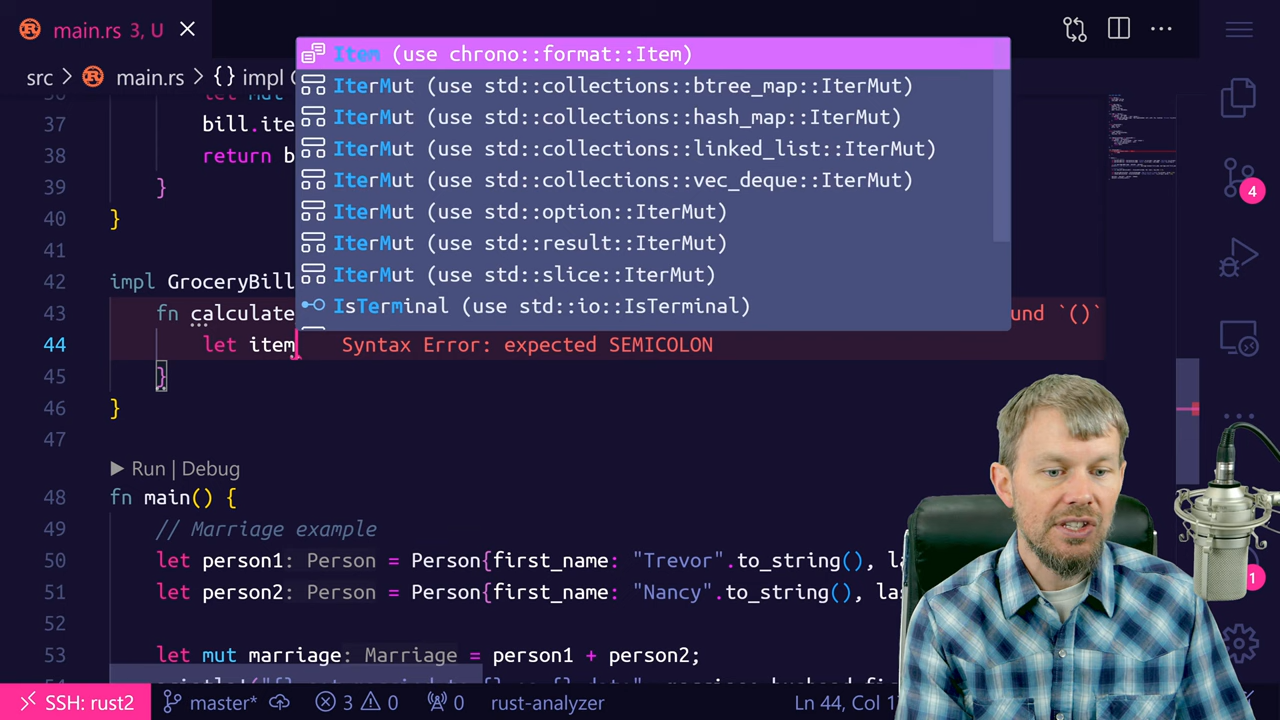 main.rs 3, U
src > main.rs > {} impl
Item (use chrono::format::Item)
IterMut (use std::collections::btree_map::IterMut)
IterMut (use std::collections::hash_map::IterMut)
IterMut (use std::collections::linked_list::IterMut)
IterMut (use std::collections::vec_deque::IterMut)
IterMut (use std::option::IterMut)
IterMut (use std::result::IterMut)
IterMut (use std::slice::IterMut)
IsTerminal (use std::io::IsTerminal)
37 bill.ite
38 return b
39 }
40 }
41
42 impl GroceryBill
43 fn calculate und `()`
44 let item Syntax Error: expected SEMICOLON
45 }
46 }
47
Run | Debug
48 fn main() {
49 // Marriage example
50 let person1: Person = Person{first_name: "Trevor".to_string(), la
51 let person2: Person = Person{first_name: "Nancy".to_string(), las
52
53 let mut marriage: Marriage = person1 + person2;
4
1
SSH: rust2 master* 3 0 0 rust-analyzer Ln 44, Col 1